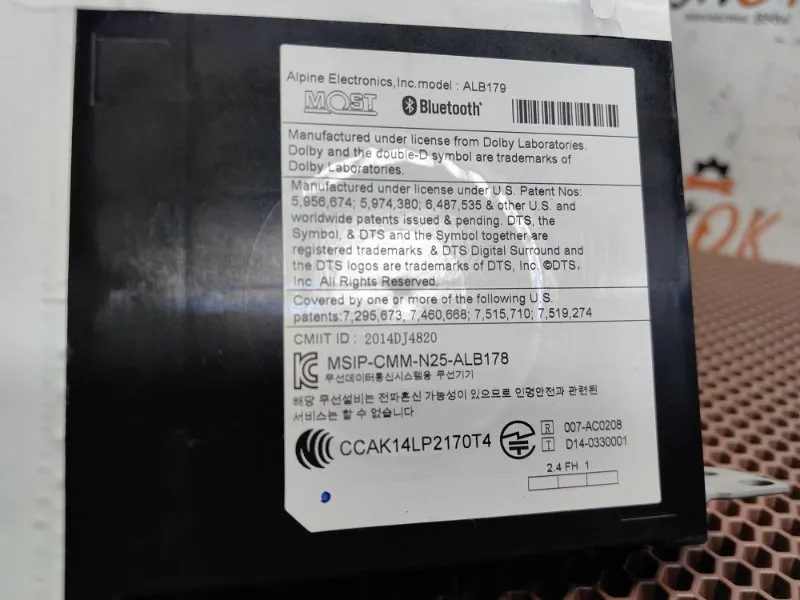 Alpine Electronics,Inc.model : ALB179
MOST Bluetooth
Manufactured under license from Dolby Laboratories.
Dolby and the double-D symbol are trademarks of
Dolby Laboratories.
Manufactured under license under U.S. Patent Nos:
5,956,674; 5,974,380; 6,487,535 & other U.S. and
worldwide patents issued & pending. DTS, the
Symbol, & DTS and the Symbol together are
registered trademarks & DTS Digital Surround and
the DTS logos are trademarks of DTS, Inc. ©DTS,
Inc. All Rights Reserved.
Covered by one or more of the following U.S.
patents:7,295,673; 7,460,668; 7,515,710; 7,519,274
CMIIT ID : 2014DJ4820
MSIP-CMM-N25-ALB178
무선데이터통신시스템용 무선기기
해당 무선설비는 전파혼신 가능성이 있으므로 인명안전과 관련된
서비스는 할 수 없습니다
CCAK14LP2170T4
R 007-AC0208
T D14-0330001
2.4 FH 1
OK